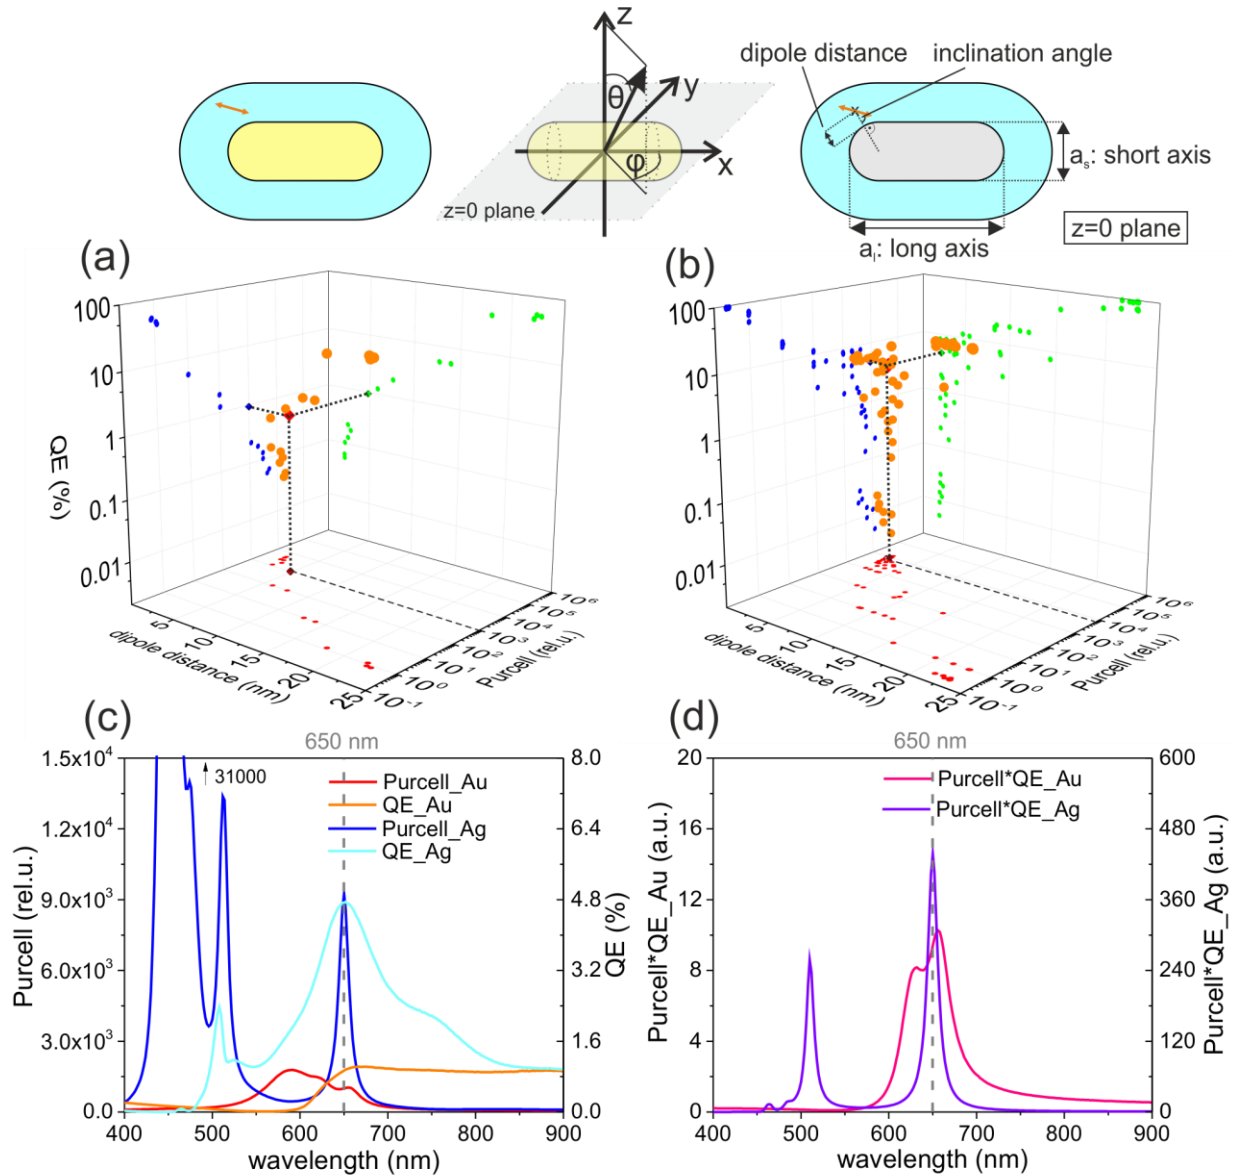 z
θ
y
φ
x
z=0 plane
dipole distance
inclination angle
x
aₛ: short axis
aₗ: long axis
z=0 plane
(a)
100
10
1
0.1
0.01
QE (%)
5
10
15
20
25
dipole distance (nm)
10⁻¹
10⁰
10¹
10²
10³
10⁴
10⁵
10⁶
Purcell (rel.u.)
(b)
100
10
1
0.1
0.01
5
10
15
20
25
dipole distance (nm)
10⁻¹
10⁰
10¹
10²
10³
10⁴
10⁵
10⁶
Purcell (rel.u.)
(c)
650 nm
1.5x10⁴
1.2x10⁴
9.0x10³
6.0x10³
3.0x10³
0.0
Purcell (rel.u.)
31000
Purcell_Au
QE_Au
Purcell_Ag
QE_Ag
8.0
6.4
4.8
3.2
1.6
0.0
QE (%)
400 500 600 700 800 900
wavelength (nm)
(d)
650 nm
20
16
12
8
4
0
Purcell*QE_Au (a.u.)
Purcell*QE_Au
Purcell*QE_Ag
600
480
360
240
120
0
Purcell*QE_Ag (a.u.)
400 500 600 700 800 900
wavelength (nm)